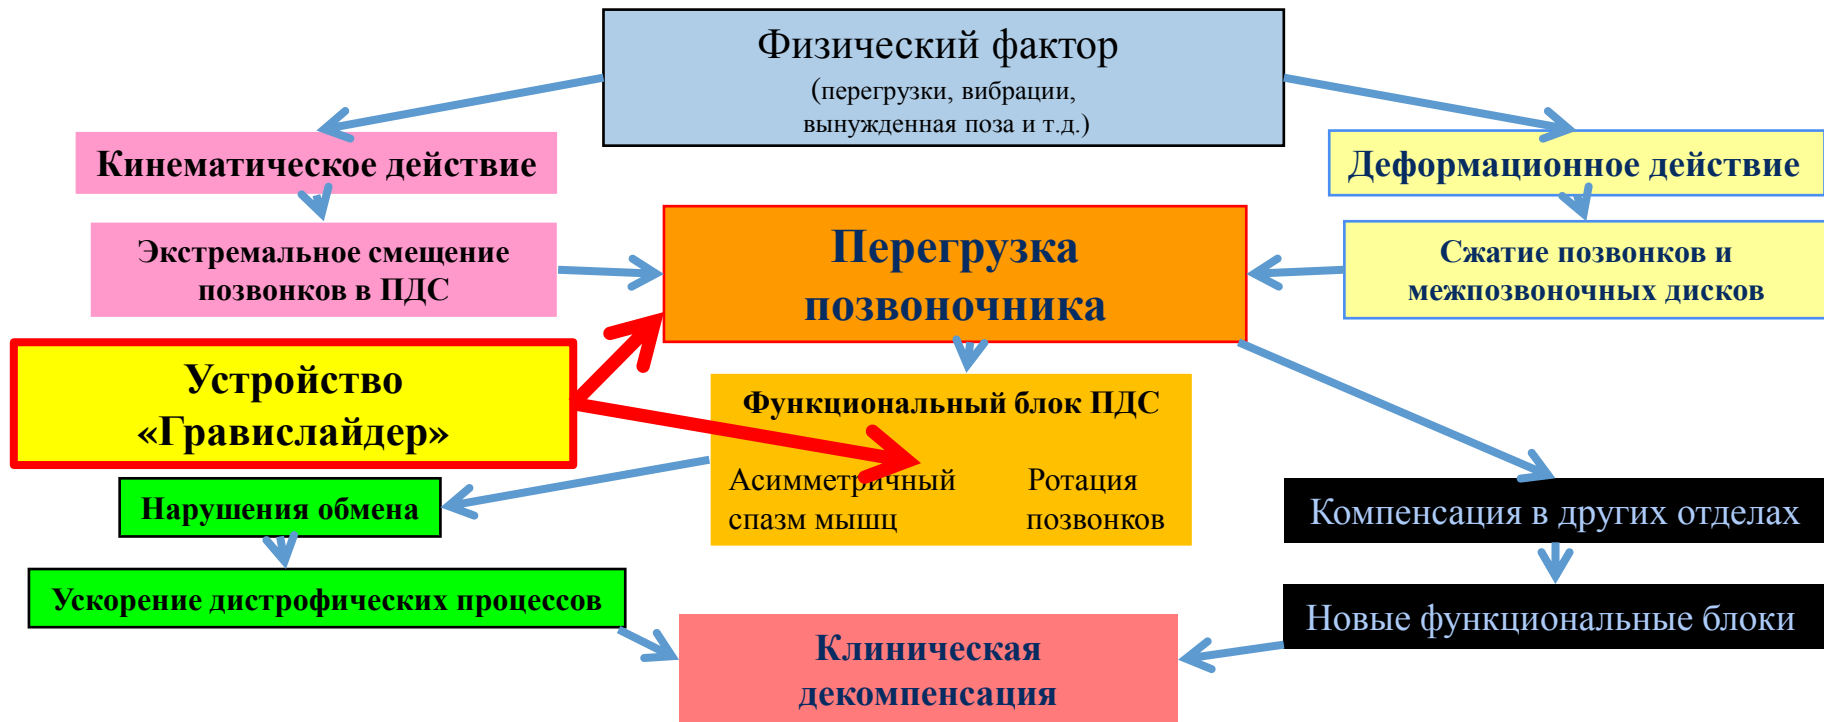 Физический фактор
(перегрузки, вибрации,
вынужденная поза и т.д.)
Кинематическое действие
Деформационное действие
Экстремальное смещение
позвонков в ПДС
Перегрузка
позвоночника
Сжатие позвонков и
межпозвоночных дисков
Устройство
«Гравислайдер»
Функциональный блок ПДС
Асимметричный
спазм мышц
Ротация
позвонков
Нарушения обмена
Компенсация в других отделах
Ускорение дистрофических процессов
Новые функциональные блоки
Клиническая
декомпенсация